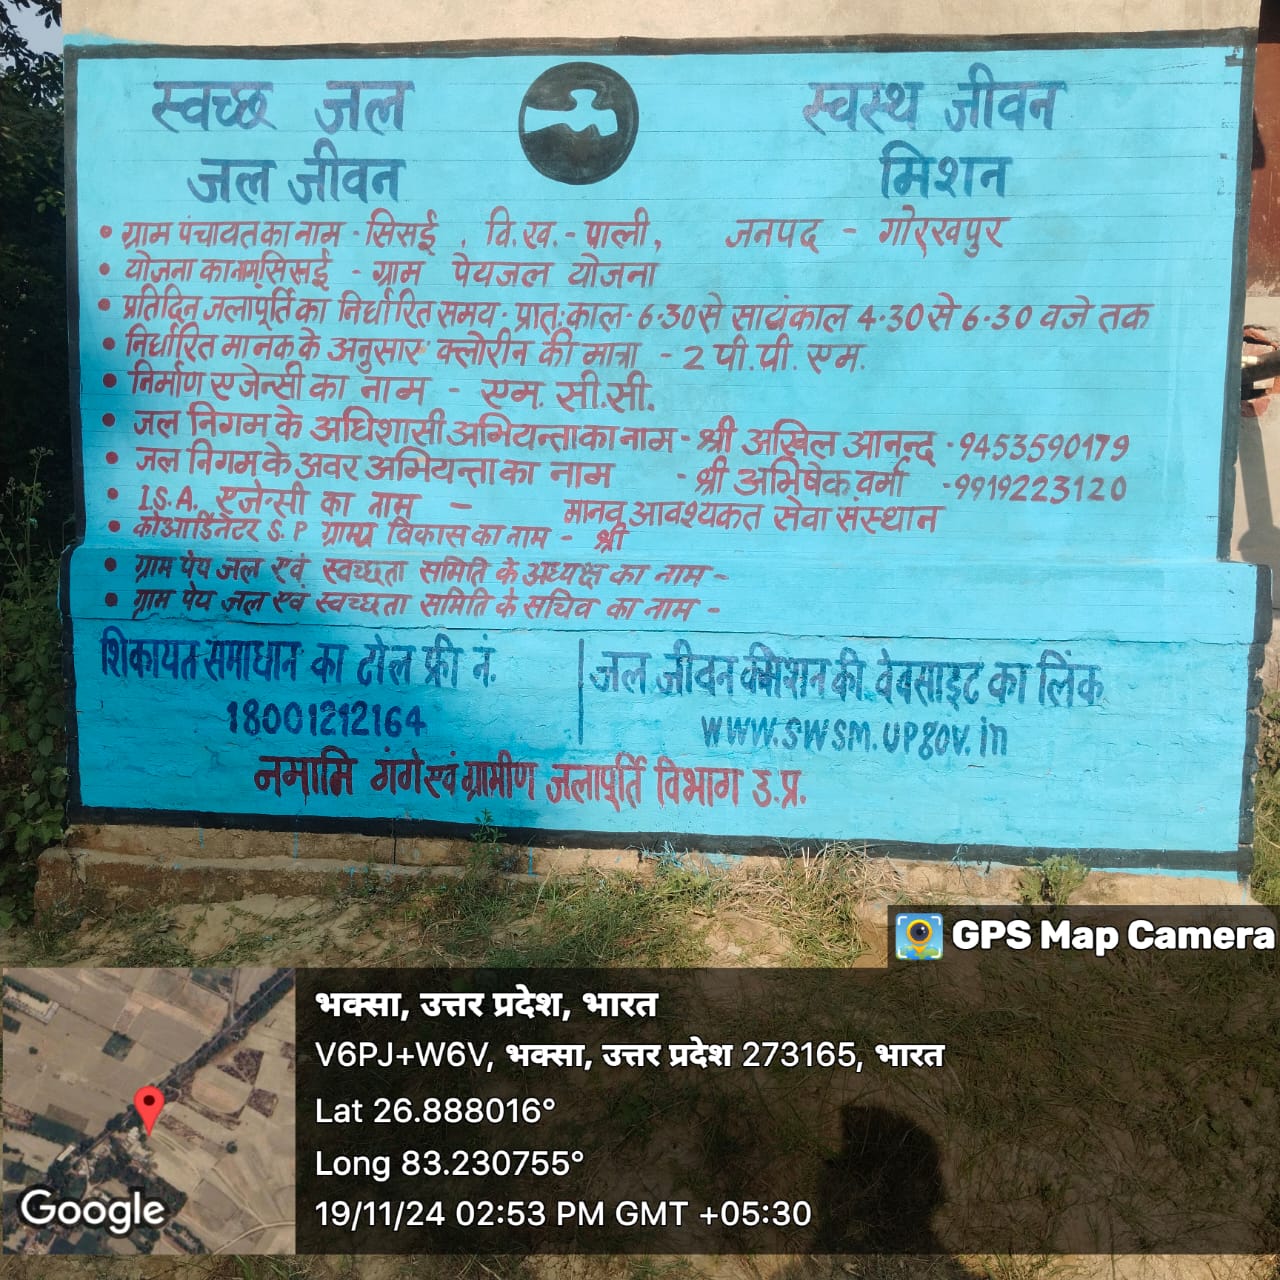 स्वच्छ जल स्वस्थ जीवन
जल जीवन मिशन
• ग्राम पंचायत का नाम - सिसई , वि.ख. - पाली, जनपद - गोरखपुर
• योजना का नाम सिसई - ग्राम पेयजल योजना
• प्रतिदिन जलापूर्ति का निर्धारित समय - प्रातः काल - 6.30 से सायंकाल 4.30 से 6.30 वजे तक
• निर्धारित मानक के अनुसार क्लोरीन की मात्रा - 2 पी.पी. एम.
• निर्माण एजेन्सी का नाम - एम. सी.सी.
• जल निगम के अधिशासी अभियन्ता का नाम - श्री अखिल आनन्द - 9453590179
• जल निगम के अवर अभियन्ता का नाम - श्री अभिषेक वर्मा - 9919223120
• I.S.A. एजेन्सी का नाम - मानव आवश्यकत सेवा संस्थान
• कोआर्डिनेटर S.P ग्राम्य विकास का नाम - श्री
• ग्राम पेय जल एवं स्वच्छता समिति के अध्यक्ष का नाम -
• ग्राम पेय जल एवं स्वच्छता समिति के सचिव का नाम -
शिकायत समाधान का टोल फ्री नं. जल जीवन मिशन की वेबसाइट का लिंक
18001212164 www.swsm.upgov.in
नमामि गंगे एवं ग्रामीण जलापूर्ति विभाग उ.प्र.
GPS Map Camera
भक्सा, उत्तर प्रदेश, भारत
V6PJ+W6V, भक्सा, उत्तर प्रदेश 273165, भारत
Lat 26.888016°
Long 83.230755°
19/11/24 02:53 PM GMT +05:30
Google